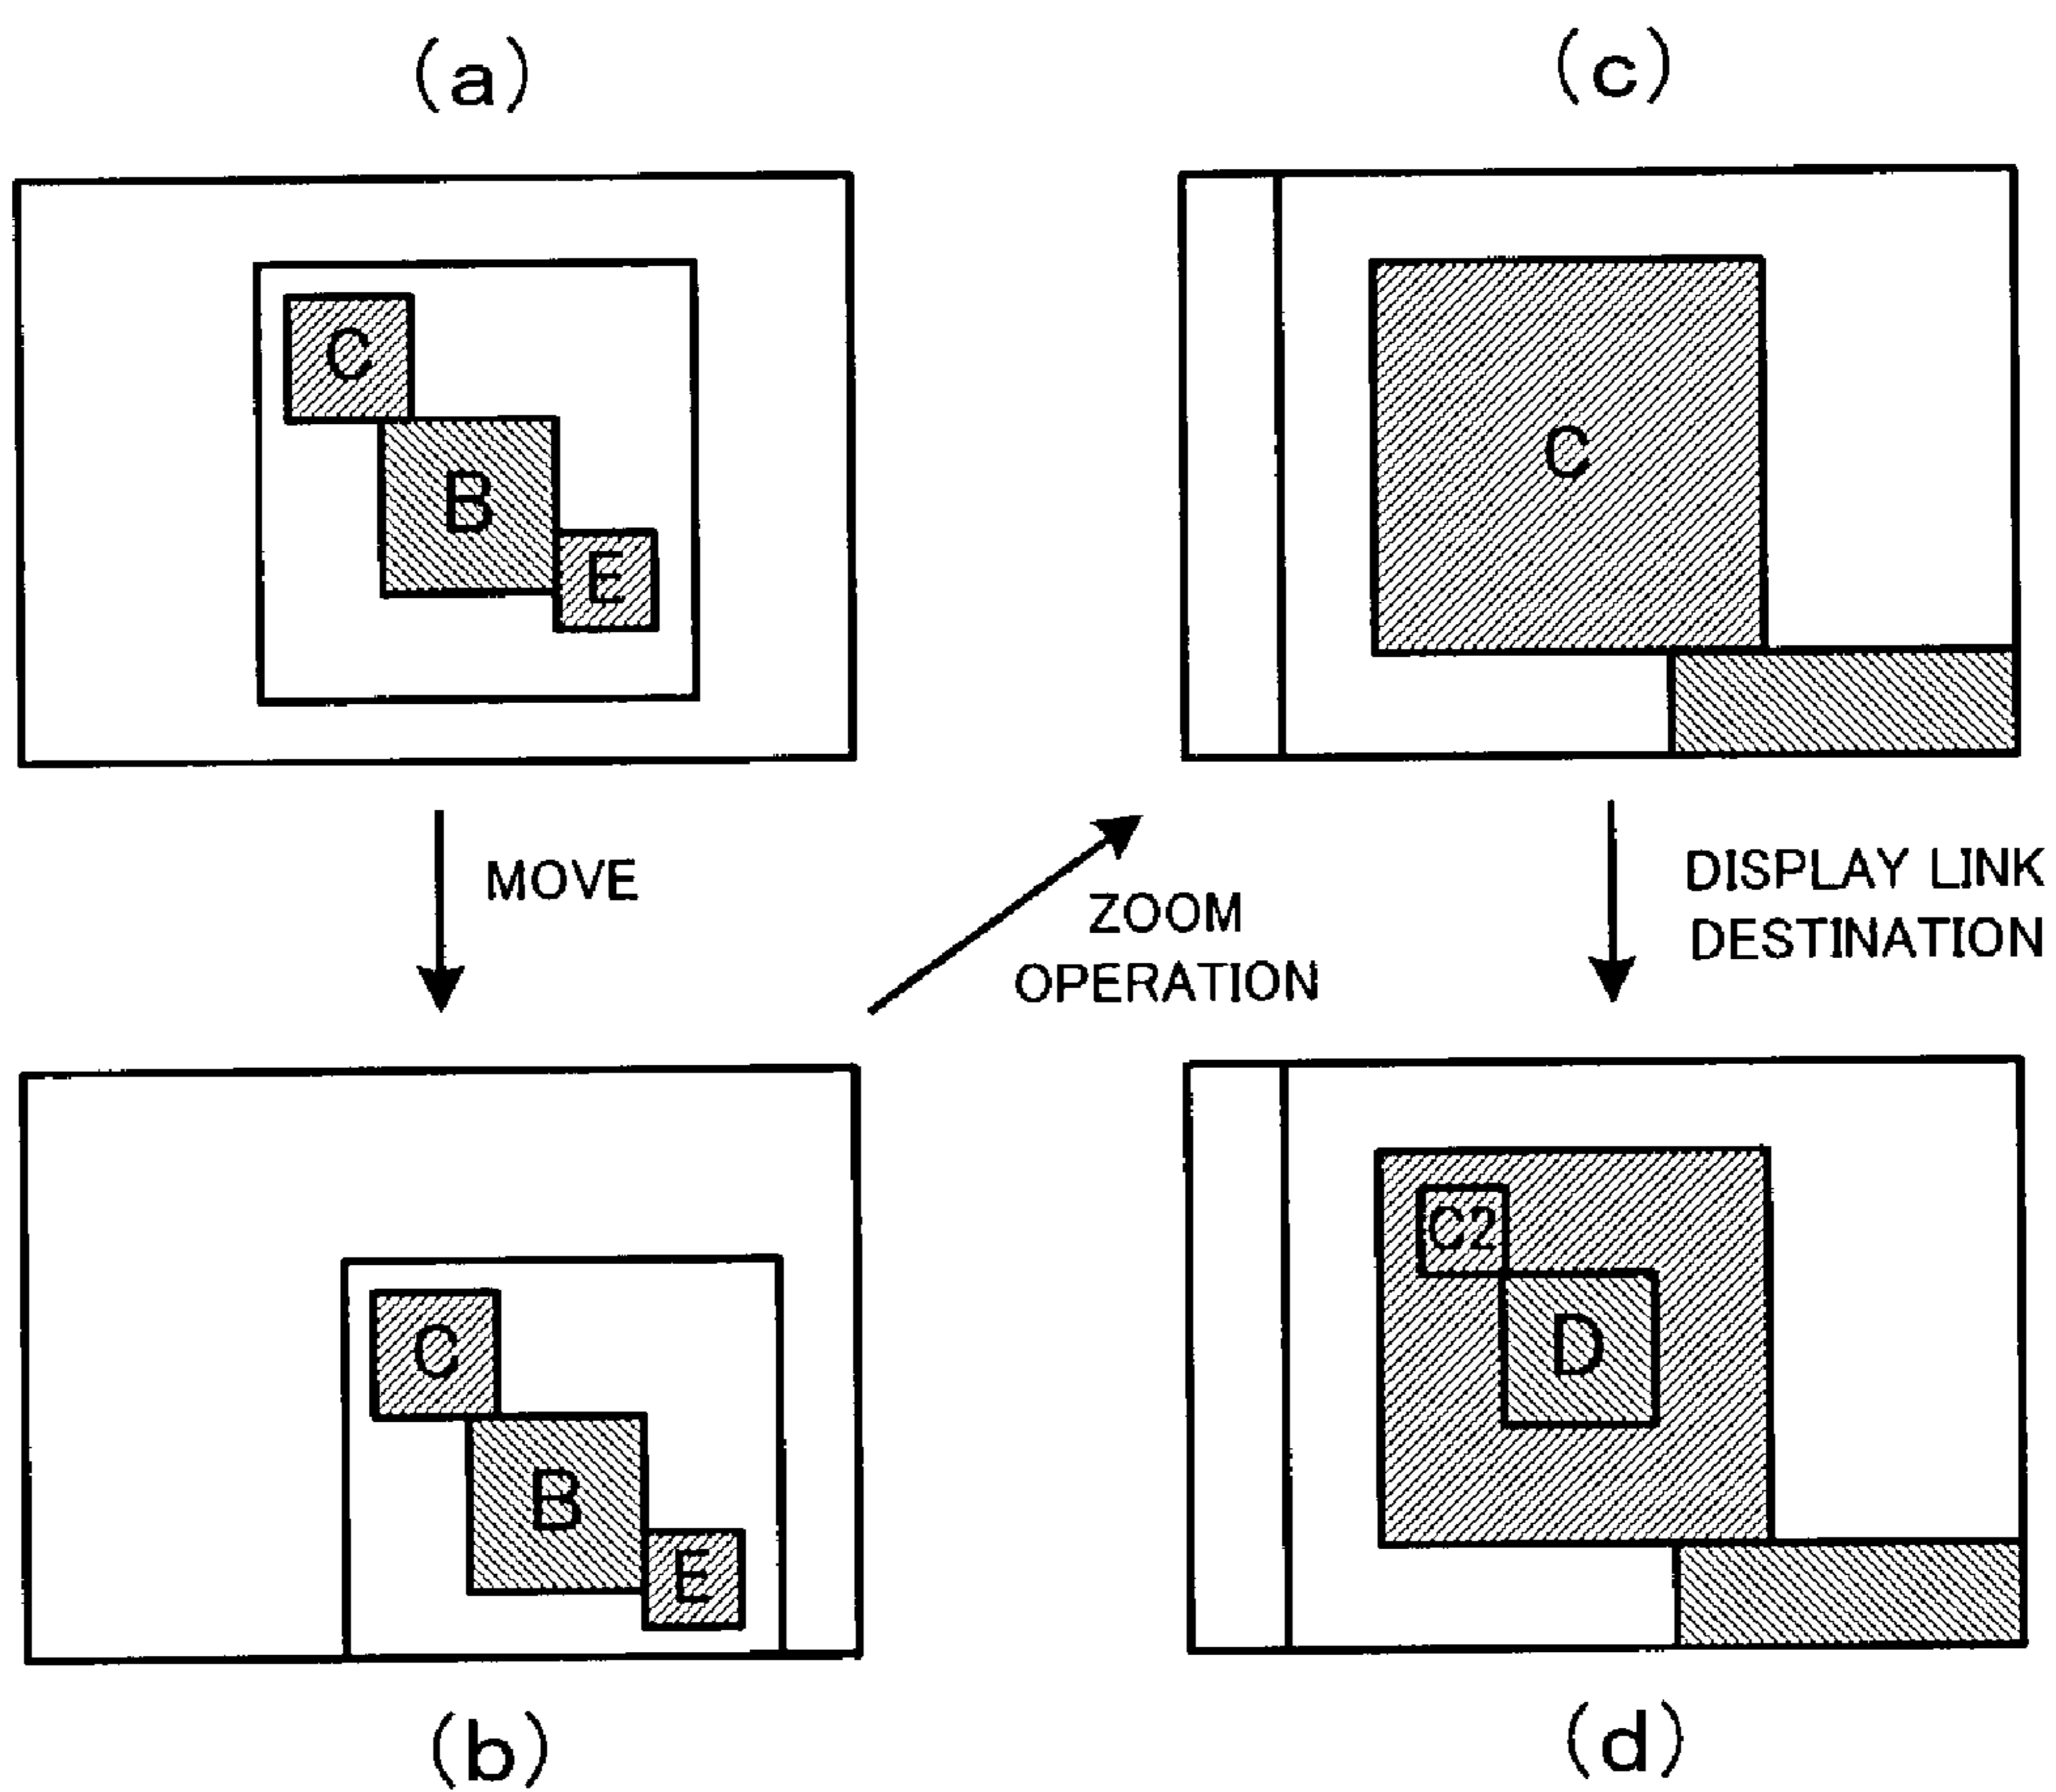 (a)
C
B
E
MOVE
C
B
E
(b)
ZOOM
OPERATION
(c)
C
DISPLAY LINK
DESTINATION
C2
D
(d)